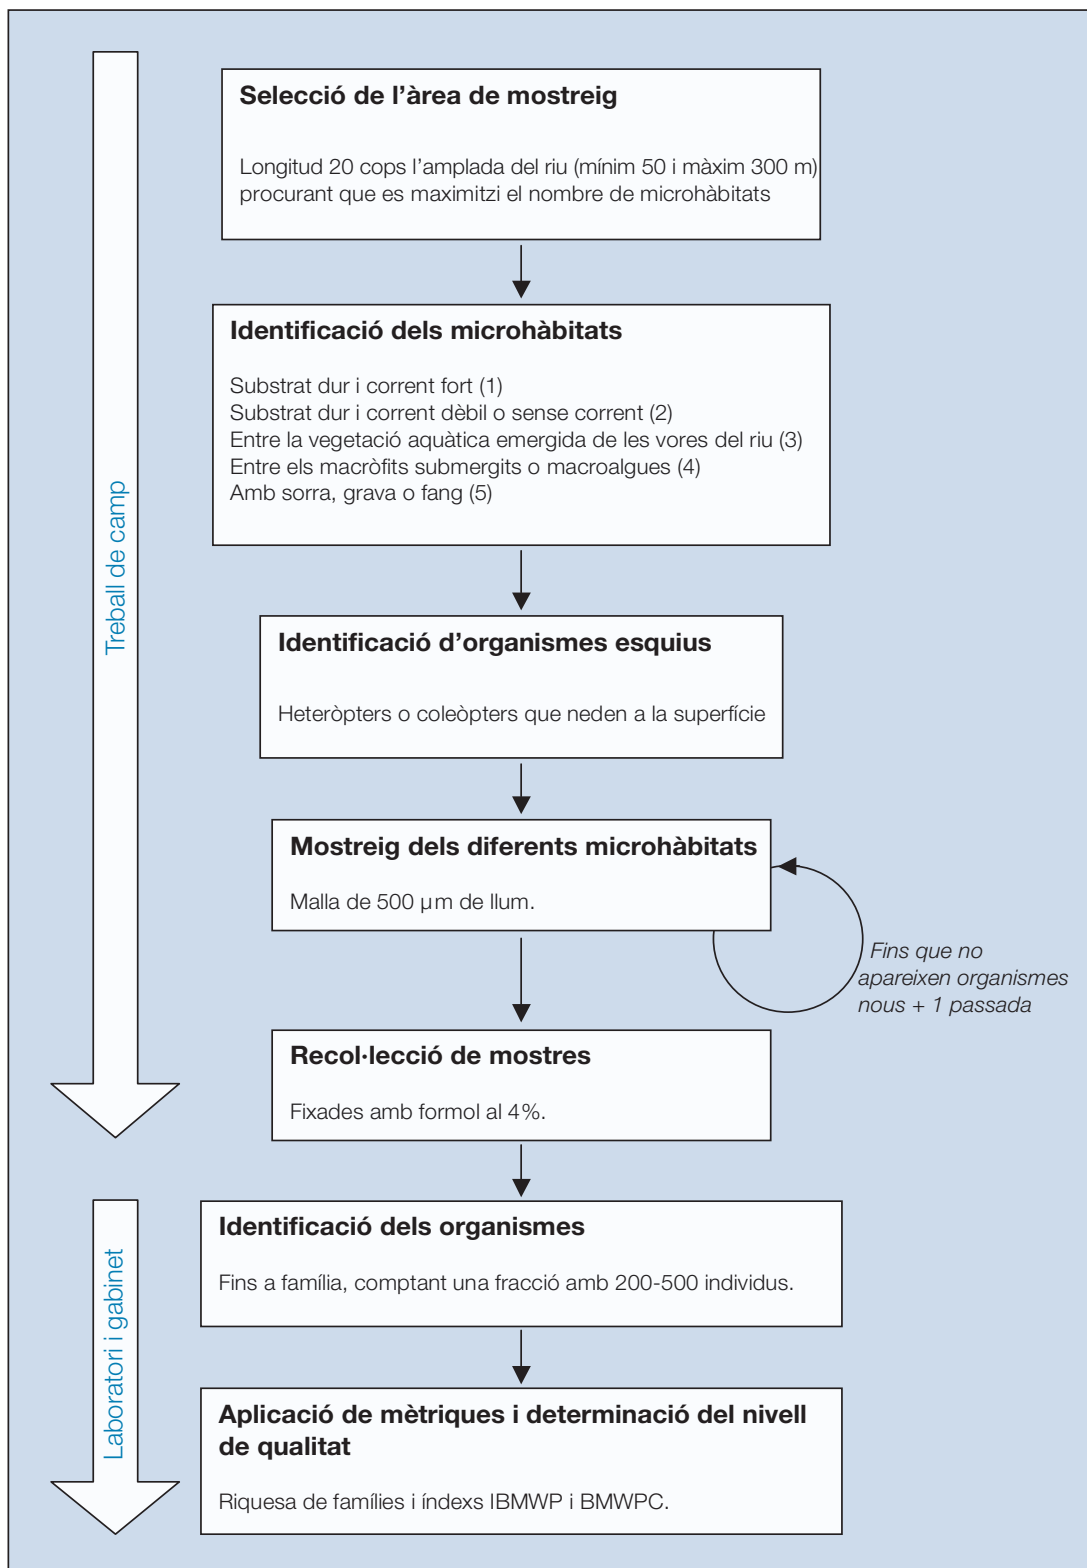 Treball de camp
Selecció de l'àrea de mostreig
Longitud 20 cops l'amplada del riu (mínim 50 i màxim 300 m)
procurant que es maximitzi el nombre de microhàbitats
Identificació dels microhàbitats
Substrat dur i corrent fort (1)
Substrat dur i corrent dèbil o sense corrent (2)
Entre la vegetació aquàtica emergida de les vores del riu (3)
Entre els macròfits submergits o macroalgues (4)
Amb sorra, grava o fang (5)
Identificació d'organismes esquius
Heteròpters o coleòpters que neden a la superfície
Mostreig dels diferents microhàbitats
Malla de 500 µm de llum.
Fins que no
apareixen organismes
nous + 1 passada
Recol·lecció de mostres
Fixades amb formol al 4%.
Laboratori i gabinet
Identificació dels organismes
Fins a família, comptant una fracció amb 200-500 individus.
Aplicació de mètriques i determinació del nivell
de qualitat
Riquesa de famílies i índexs IBMWP i BMWPC.